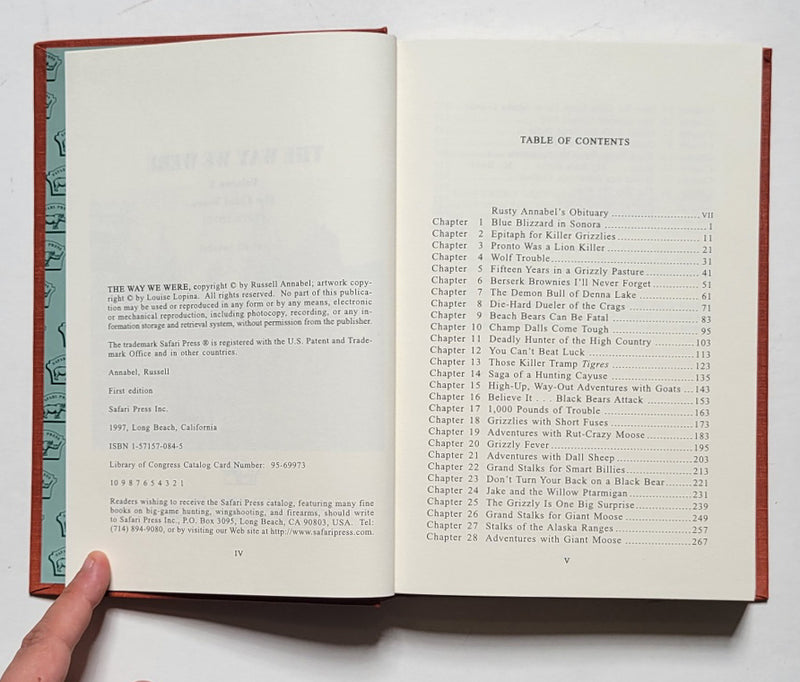 THE WAY WE WERE, copyright © by Russell Annabel; artwork copy-
right © by Louise Lopina. All rights reserved. No part of this publica-
tion may be used or reproduced in any form or by any means, electronic
or mechanical reproduction, including photocopy, recording, or any in-
formation storage and retrieval system, without permission from the publisher.
The trademark Safari Press ® is registered with the U.S. Patent and Trade-
mark Office and in other countries.
Annabel, Russell
First edition
Safari Press Inc.
1997, Long Beach, California
ISBN 1-57157-084-5
Library of Congress Catalog Card Number: 95-69973
10 9 8 7 6 5 4 3 2 1
Readers wishing to receive the Safari Press catalog, featuring many fine
books on big-game hunting, wingshooting, and firearms, should write
to Safari Press Inc., P.O. Box 3095, Long Beach, CA 90803, USA. Tel:
(714) 894-9080, or by visiting our Web site at http://www.safaripress.com.
IV
TABLE OF CONTENTS
Rusty Annabel's Obituary VII
Chapter 1 Blue Blizzard in Sonora 1
Chapter 2 Epitaph for Killer Grizzlies 11
Chapter 3 Pronto Was a Lion Killer 21
Chapter 4 Wolf Trouble 31
Chapter 5 Fifteen Years in a Grizzly Pasture 41
Chapter 6 Berserk Brownies I'll Never Forget 51
Chapter 7 The Demon Bull of Denna Lake 61
Chapter 8 Die-Hard Dueler of the Crags 71
Chapter 9 Beach Bears Can Be Fatal 83
Chapter 10 Champ Dalls Come Tough 95
Chapter 11 Deadly Hunter of the High Country 103
Chapter 12 You Can't Beat Luck 113
Chapter 13 Those Killer Tramp Tigres 123
Chapter 14 Saga of a Hunting Cayuse 135
Chapter 15 High-Up, Way-Out Adventures with Goats 143
Chapter 16 Believe It . . . Black Bears Attack 153
Chapter 17 1,000 Pounds of Trouble 163
Chapter 18 Grizzlies with Short Fuses 173
Chapter 19 Adventures with Rut-Crazy Moose 183
Chapter 20 Grizzly Fever 195
Chapter 21 Adventures with Dall Sheep 203
Chapter 22 Grand Stalks for Smart Billies 213
Chapter 23 Don't Turn Your Back on a Black Bear 221
Chapter 24 Jake and the Willow Ptarmigan 231
Chapter 25 The Grizzly Is One Big Surprise 239
Chapter 26 Grand Stalks for Giant Moose 249
Chapter 27 Stalks of the Alaska Ranges 257
Chapter 28 Adventures with Giant Moose 267
V